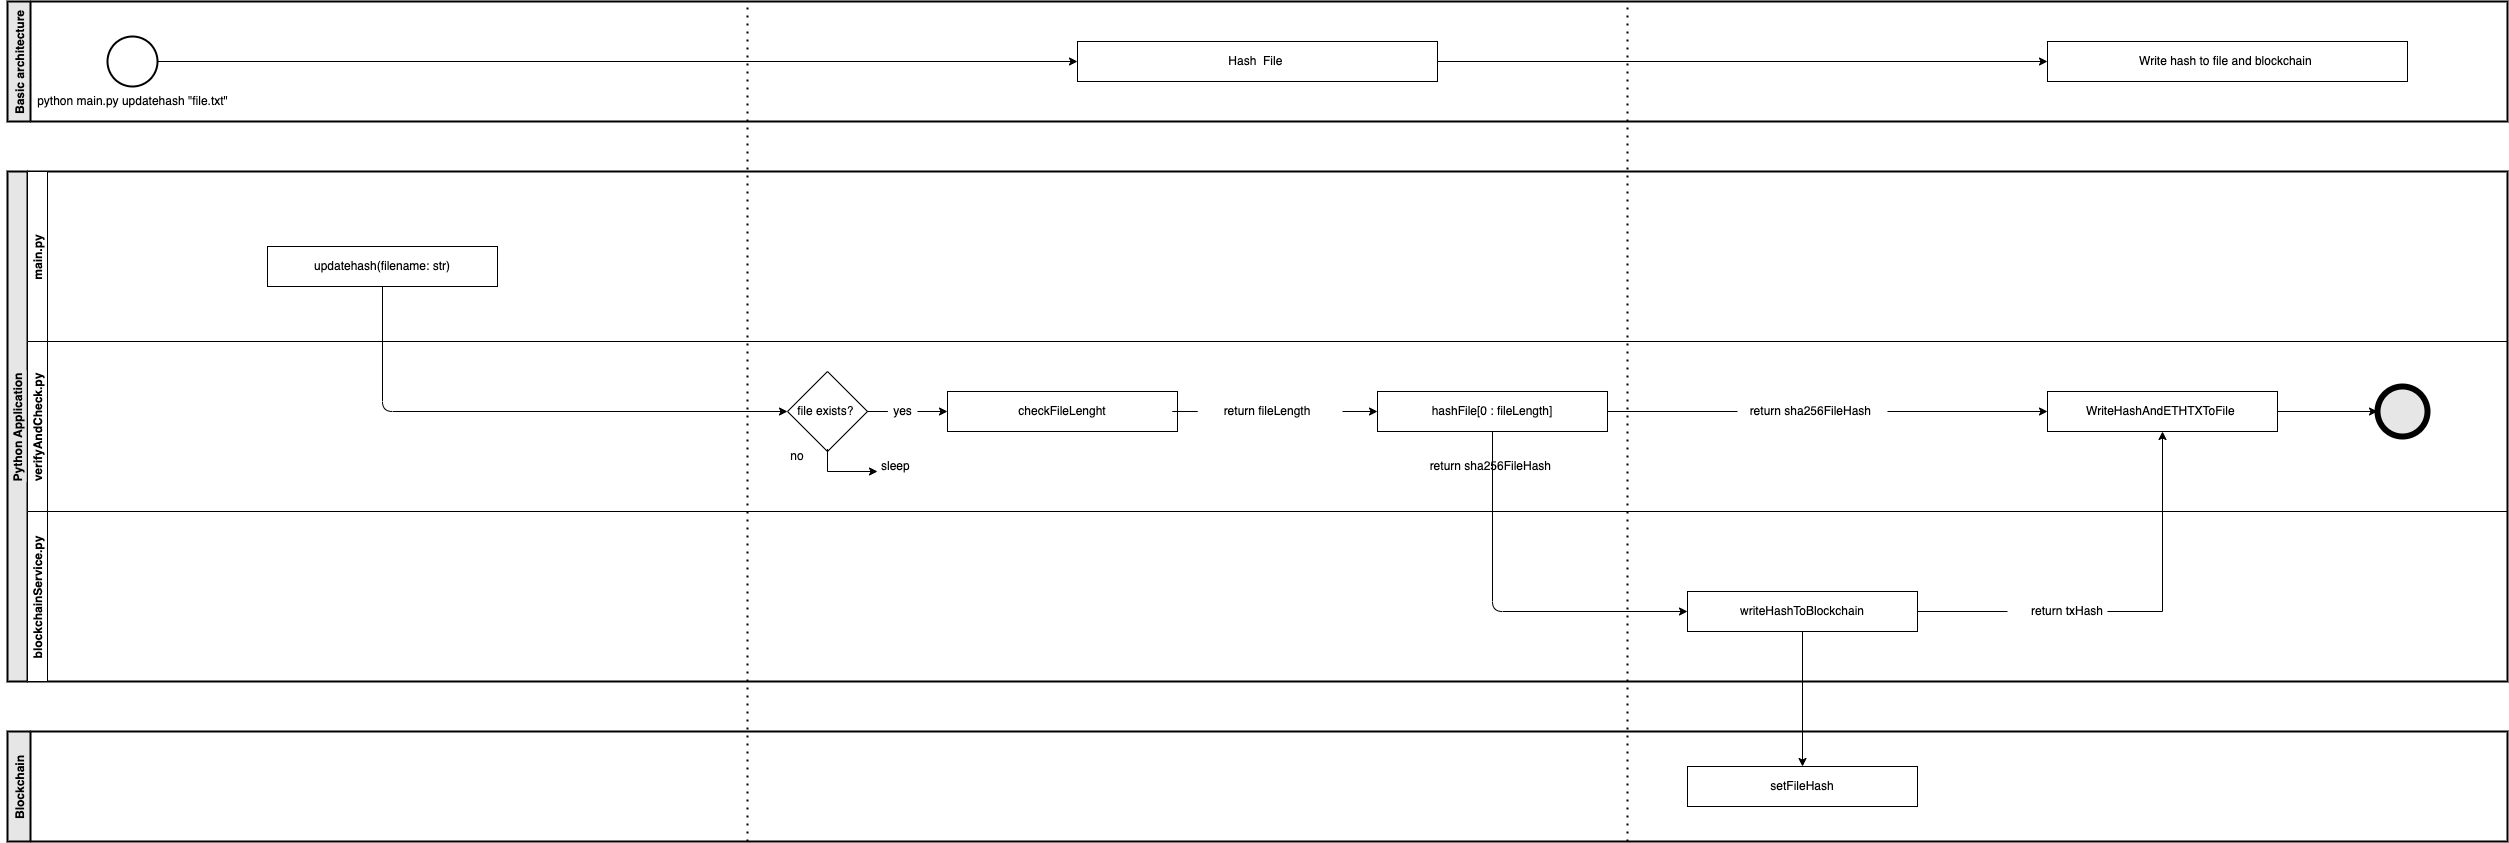 Basic architecture
python main.py updatehash "file.txt"
Hash File
Write hash to file and blockchain
Python Application
main.py
updatehash(filename: str)
verifyAndCheck.py
file exists?
yes
no
sleep
checkFileLenght
return fileLength
hashFile[0 : fileLength]
return sha256FileHash
return sha256FileHash
WriteHashAndETHTXToFile
blockchainService.py
writeHashToBlockchain
return txHash
Blockchain
setFileHash